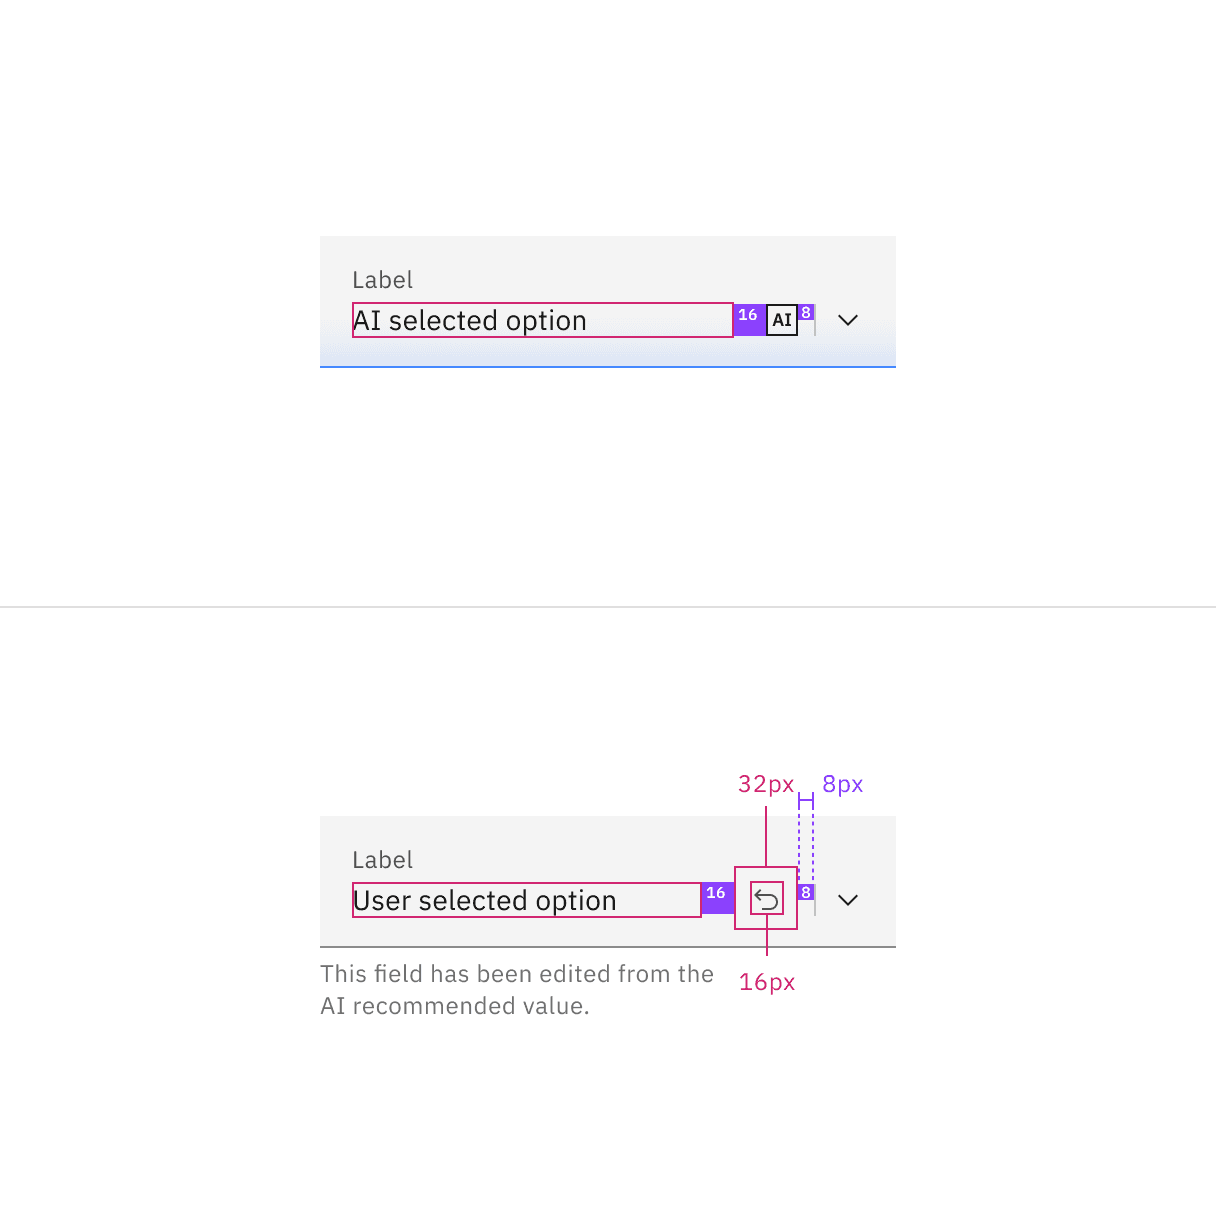 Label
AI selected option 16 AI 8
32px 8px
Label
User selected option 16 8
This field has been edited from the
AI recommended value.
16px